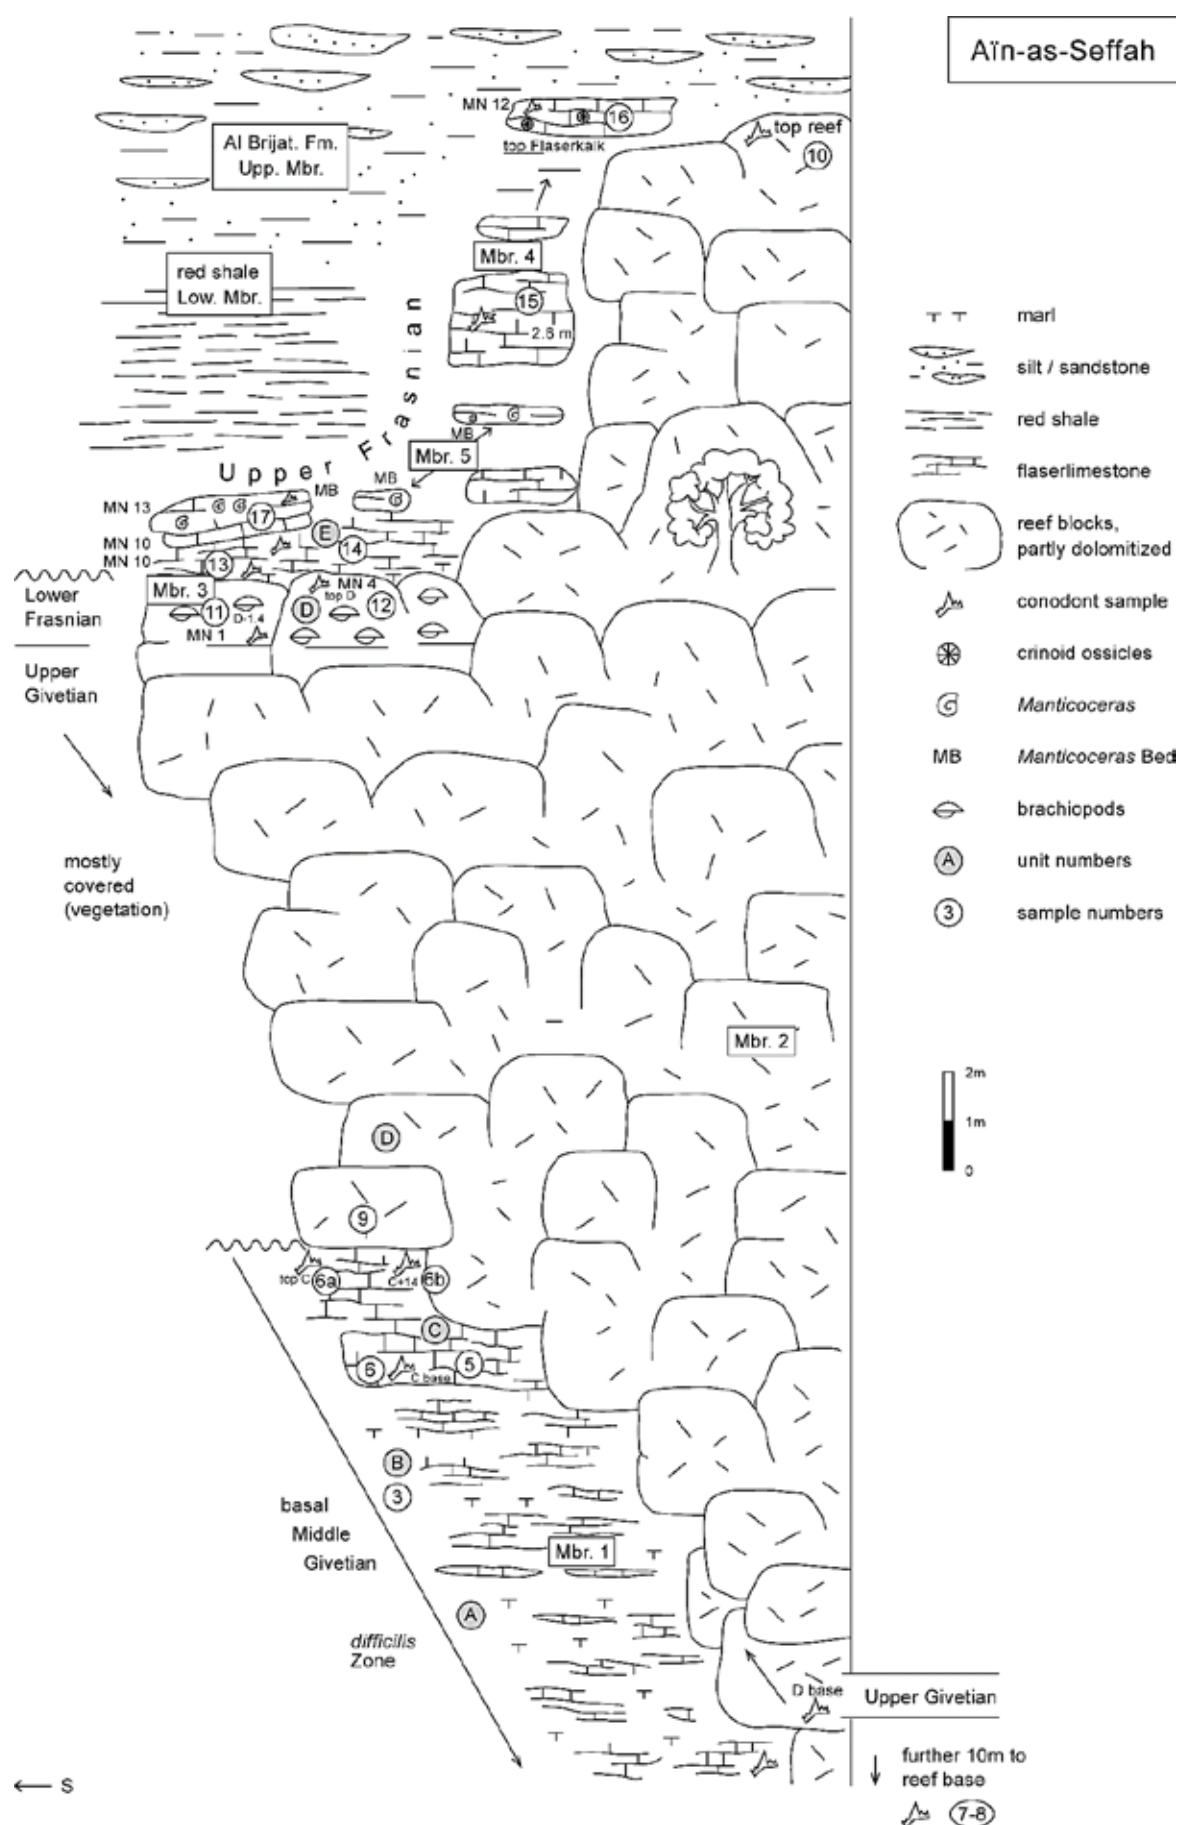 Aïn-as-Seffah
MN 12
16
top Flaserkalk
top reef
10
Al Brijat. Fm.
Upp. Mbr.
Mbr. 4
red shale
Low. Mbr.
15
2.8 m
Upper Frasnian
MB
Mbr. 5
MB
MB
MN 13
17
E
14
MN 10
MN 10
13
Mbr. 3
MN 4
top D
Lower
Frasnian
11
D-1.4
D
12
MN 1
Upper
Givetian
mostly
covered
(vegetation)
Mbr. 2
D
9
top C
6a
C+14
6b
C
6
C base
5
B
3
basal
Middle
Givetian
Mbr. 1
A
difficilis
Zone
D base
Upper Givetian
further 10m to
reef base
7-8
S
marl
silt / sandstone
red shale
flaserlimestone
reef blocks,
partly dolomitized
conodont sample
crinoid ossicles
Manticoceras
MB Manticoceras Bed
brachiopods
A unit numbers
3 sample numbers
2m
1m
0